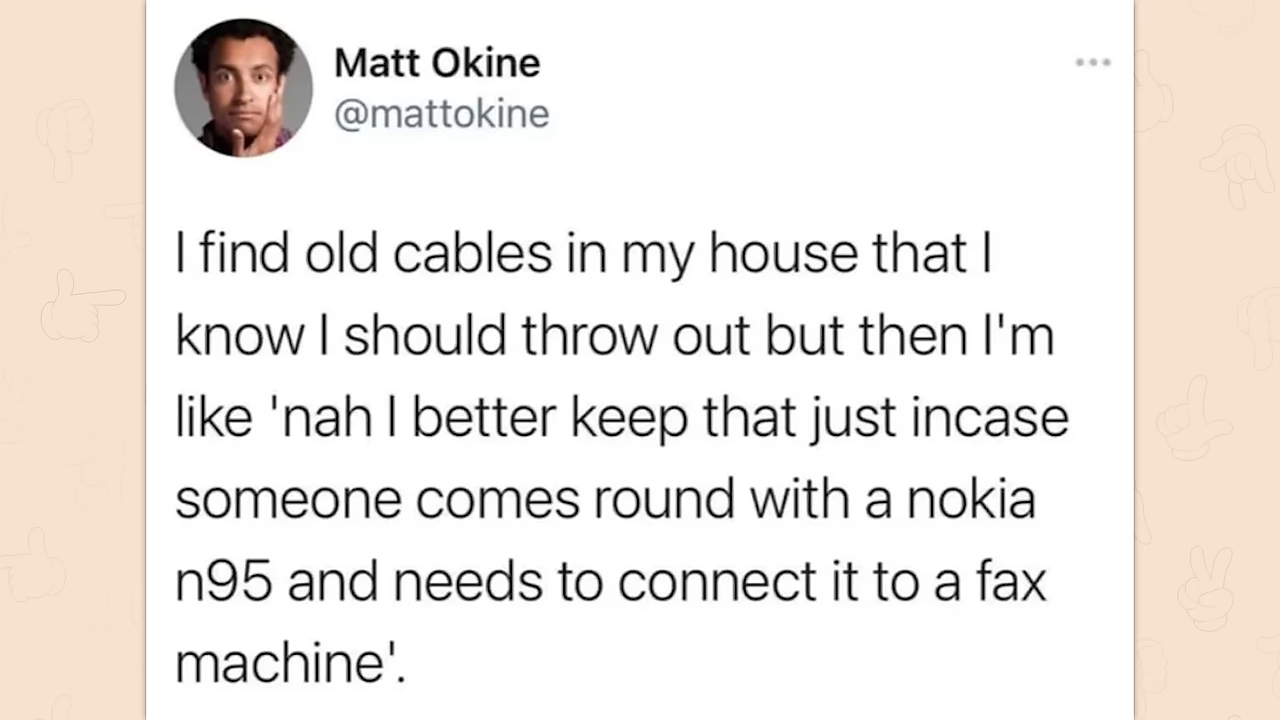 Matt Okine
@mattokine
I find old cables in my house that I
know I should throw out but then I'm
like 'nah I better keep that just incase
someone comes round with a nokia
n95 and needs to connect it to a fax
machine'.